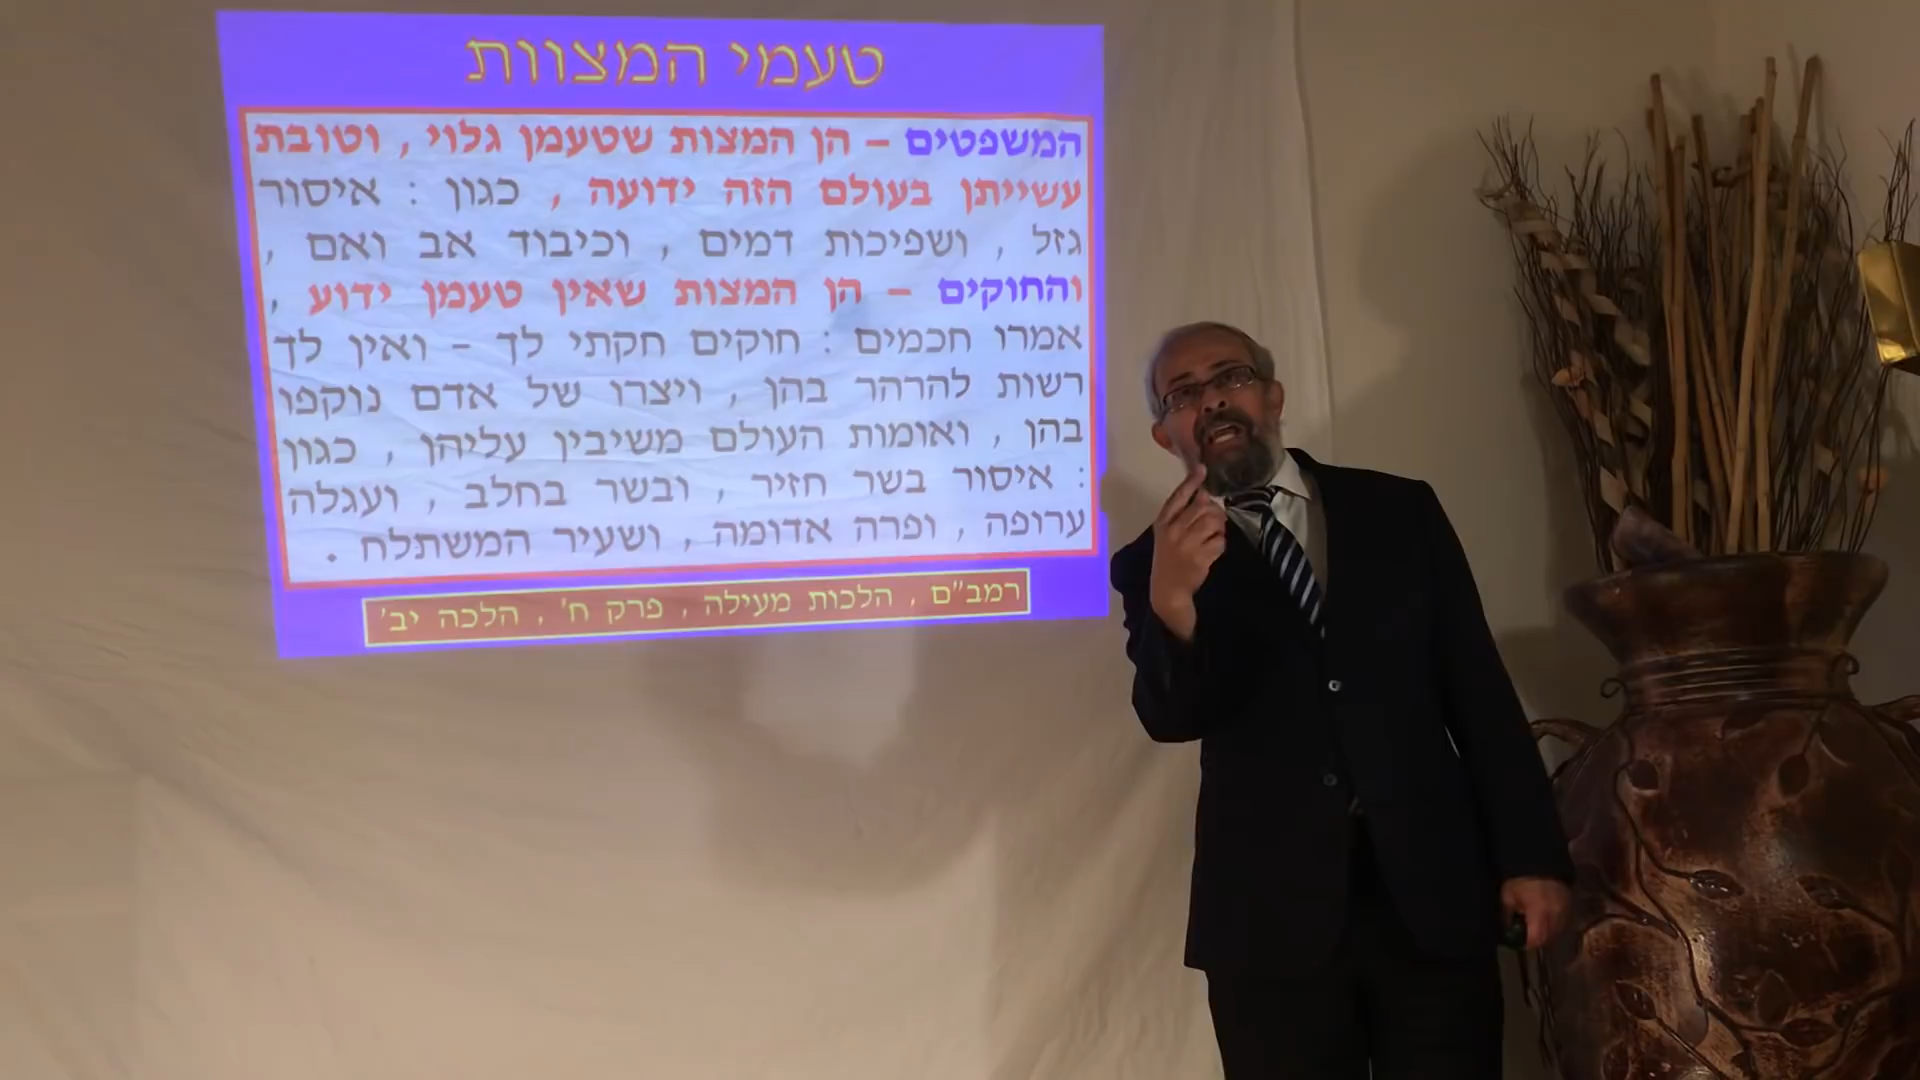 טעמי המצוות
המשפטים – הן המצות שטעמן גלוי , וטובת
עשייתן בעולם הזה ידועה , כגון : איסור
גזל , ושפיכות דמים , וכיבוד אב ואם ,
והחוקים – הן המצות שאין טעמן ידוע ,
אמרו חכמים : חוקים חקתי לך – ואין לך
רשות להרהר בהן , ויצרו של אדם נוקפו
בהן , ואומות העולם משיבין עליהן , כגון
: איסור בשר חזיר , ובשר בחלב , ועגלה
ערופה , ופרה אדומה , ושעיר המשתלח .
רמב"ם , הלכות מעילה , פרק ח' , הלכה יב'